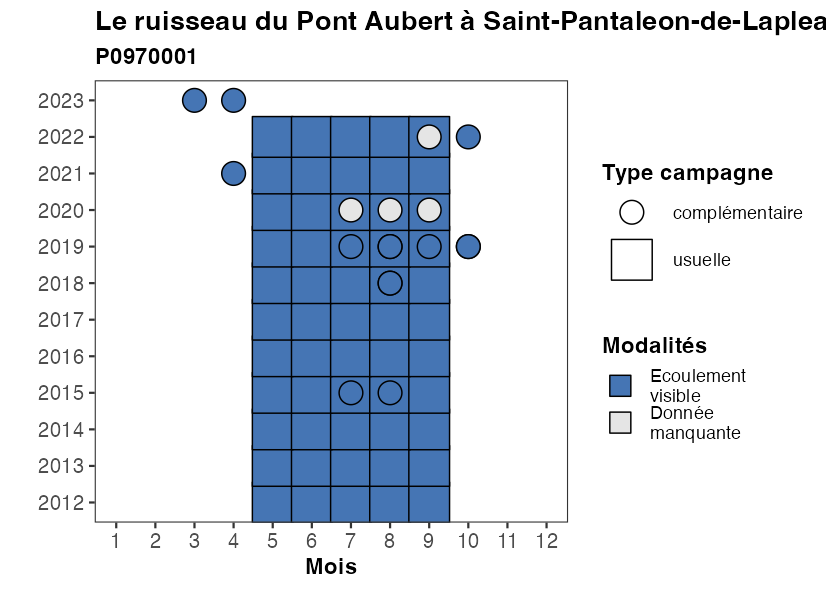 Le ruisseau du Pont Aubert à Saint-Pantaleon-de-Laplea
P0970001
2023
2022
2021
2020
2019
2018
2017
2016
2015
2014
2013
2012
1 2 3 4 5 6 7 8 9 10 11 12
Mois
Type campagne
complémentaire
usuelle
Modalités
Ecoulement
visible
Donnée
manquante